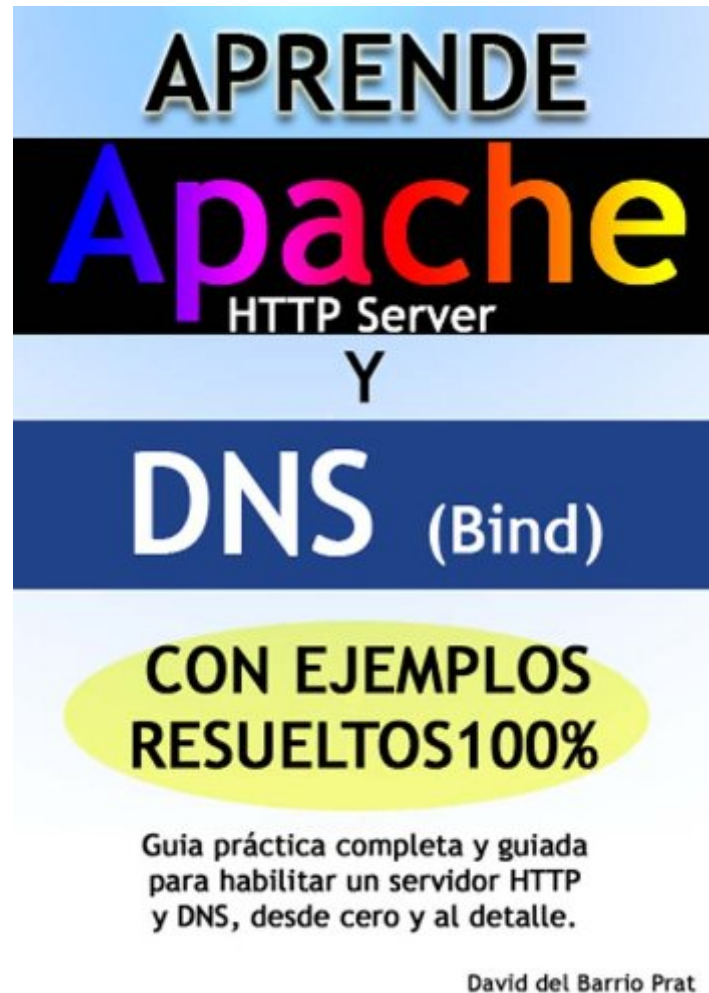 APRENDE
Apache
HTTP Server
Y
DNS (Bind)
CON EJEMPLOS
RESUELTOS100%
Guia práctica completa y guiada
para habilitar un servidor HTTP
y DNS, desde cero y al detalle.
David del Barrio Prat